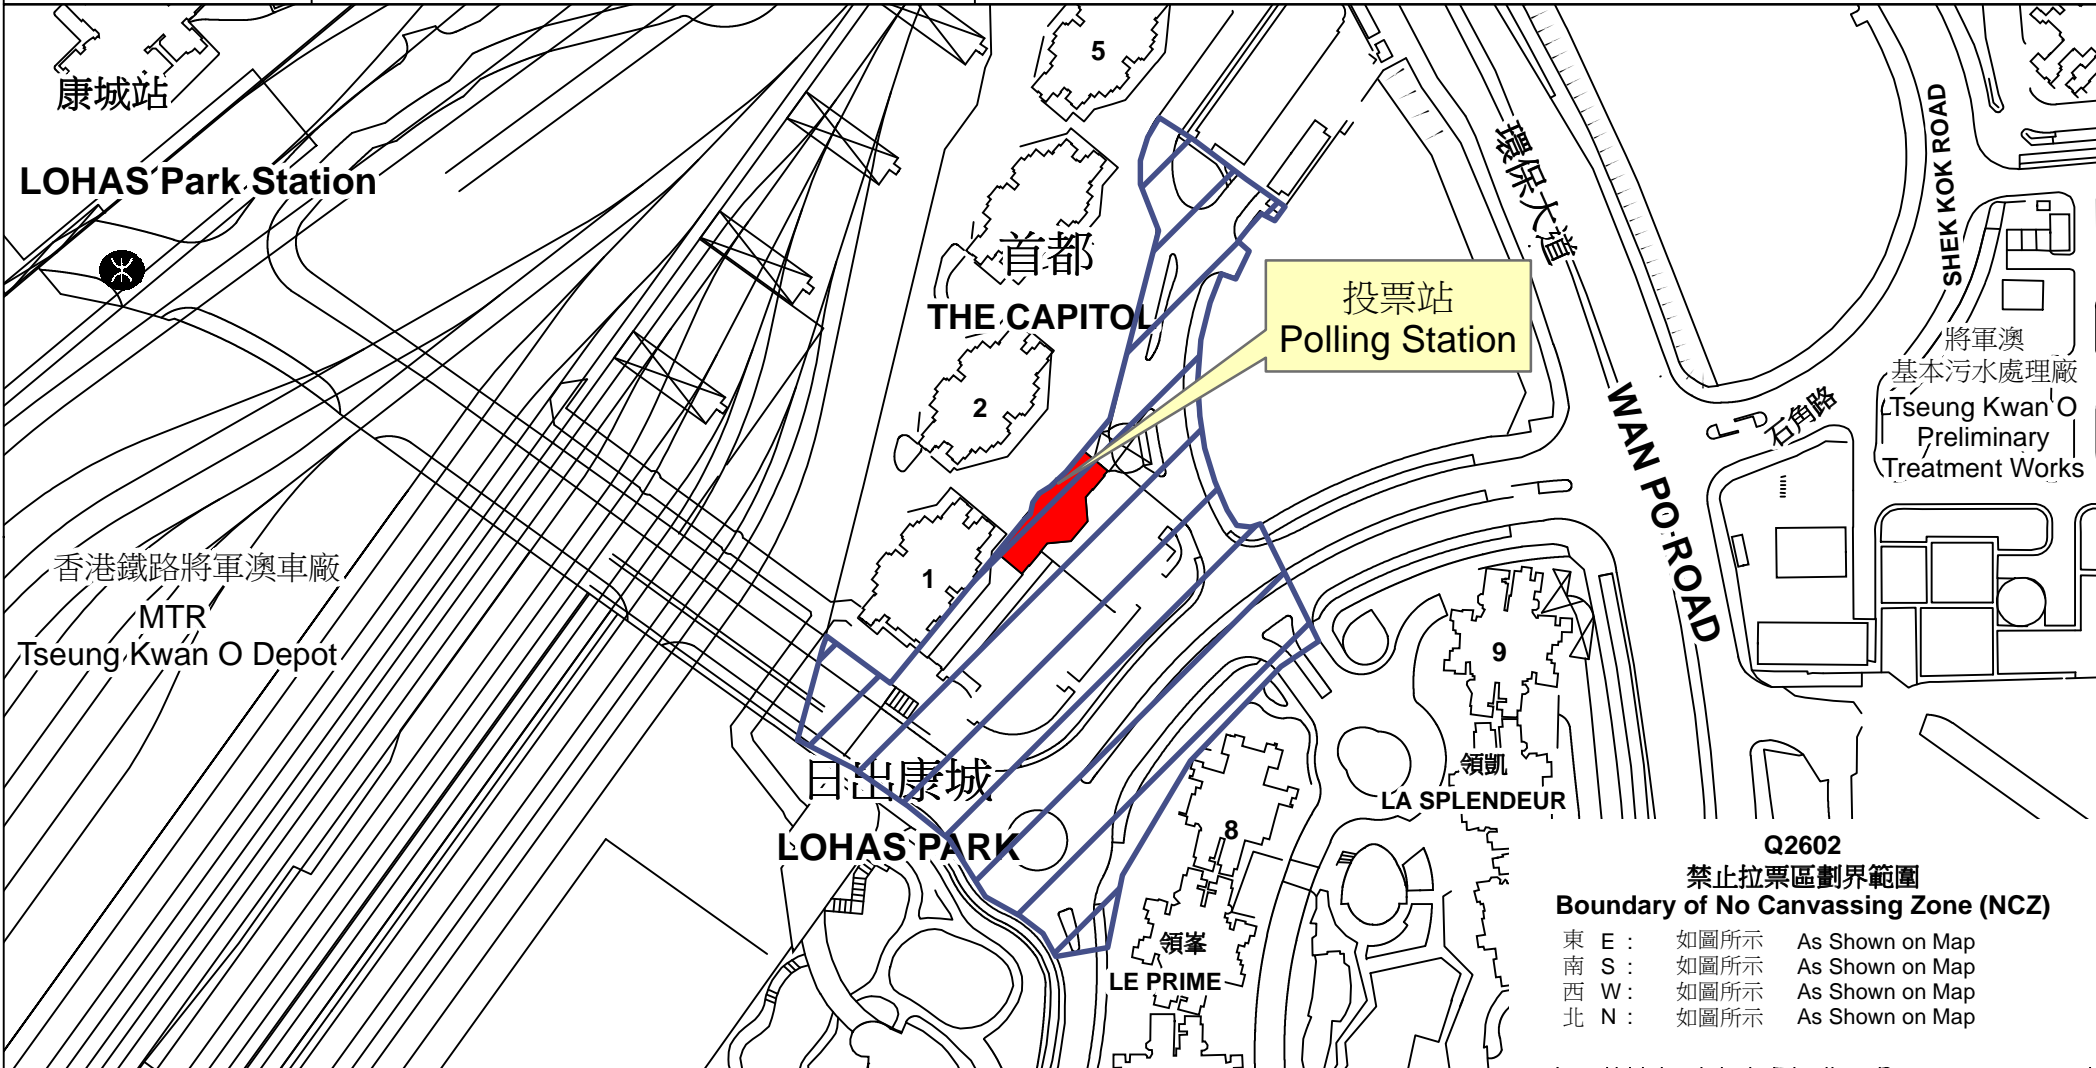 康城站
LOHAS Park Station
5
首都
THE CAPITOL
投票站
Polling Station
2
1
環保大道
WAN PO ROAD
SHEK KOK ROAD
石角路
將軍澳
基本污水處理廠
Tseung Kwan O
Preliminary
Treatment Works
香港鐵路將軍澳車廠
MTR
Tseung Kwan O Depot
日出康城
LOHAS PARK
9
領凱
LA SPLENDEUR
8
領峯
LE PRIME
Q2602
禁止拉票區劃界範圍
Boundary of No Canvassing Zone (NCZ)
東 E : 如圖所示 As Shown on Map
南 S : 如圖所示 As Shown on Map
西 W : 如圖所示 As Shown on Map
北 N : 如圖所示 As Shown on Map